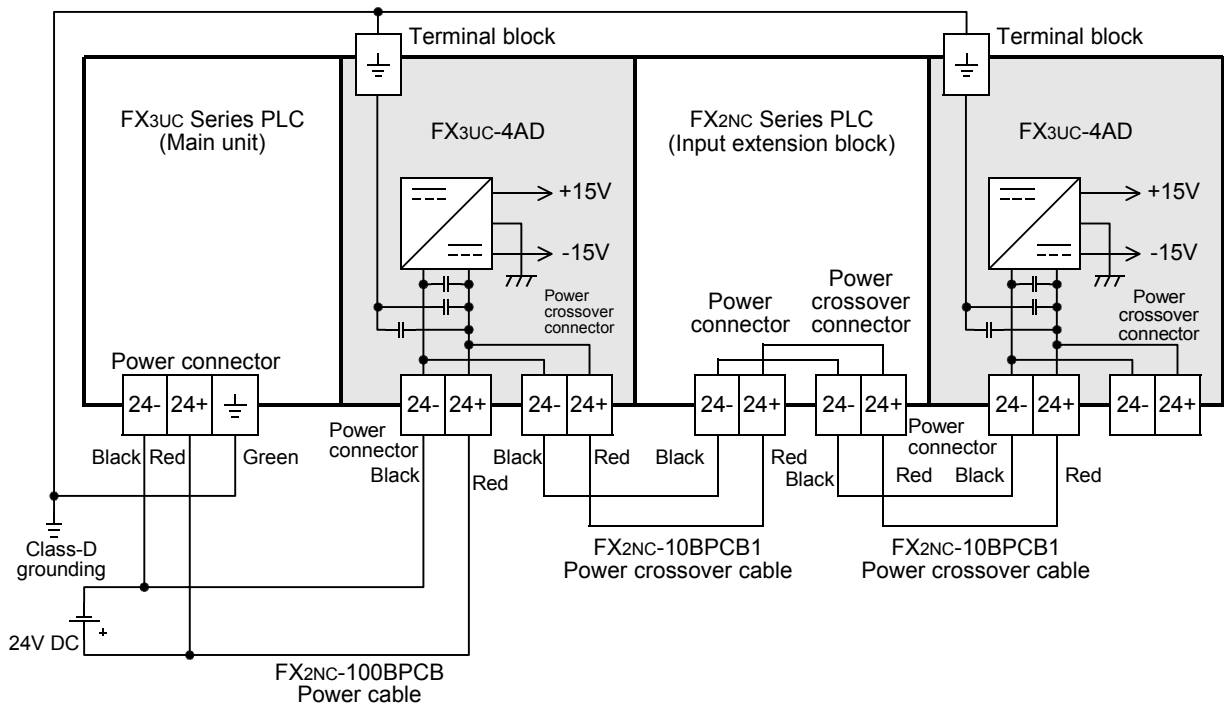 Terminal block
Terminal block
FX3UC Series PLC
(Main unit)
FX3UC-4AD
FX2NC Series PLC
(Input extension block)
FX3UC-4AD
+15V
-15V
+15V
-15V
Power
crossover
connector
Power
connector
Power
crossover
connector
Power
crossover
connector
Power connector
24- 24+
24- 24+
24- 24+
24- 24+
24- 24+
24- 24+
24- 24+
Power
connector
Power
connector
Black Red Green
Black
Red
Black Red
Black
Red
Black
Red
Black
Red
Class-D
grounding
24V DC
+
FX2NC-100BPCB
Power cable
FX2NC-10BPCB1
Power crossover cable
FX2NC-10BPCB1
Power crossover cable